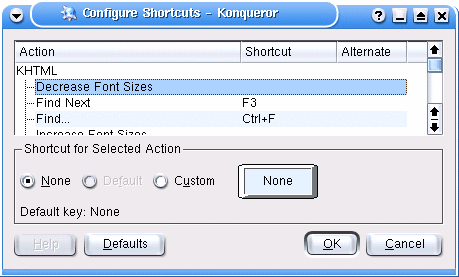 Configure Shortcuts – Konqueror
Action Shortcut Alternate
KHTML
Decrease Font Sizes
Find Next F3
Find... Ctrl+F
Increase Font Sizes
Shortcut for Selected Action
None Default Custom None
Default key: None
Help Defaults OK Cancel